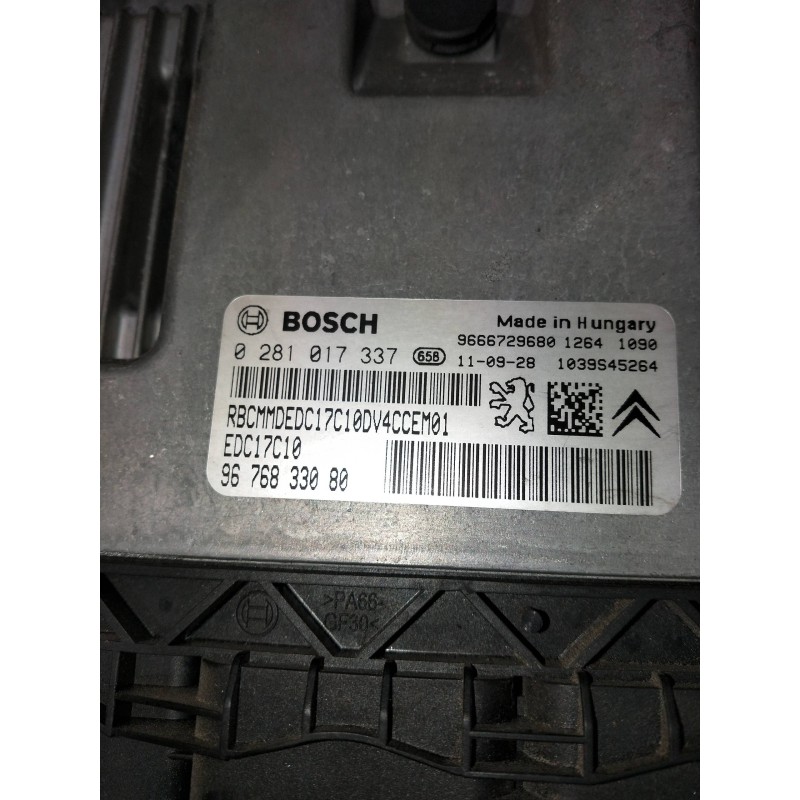 BOSCH
Made in Hungary
9666729680 1264 1090
0 281 017 337 658 11-09-28 1039S45264
RBCMMDEDC17C10DV4CCEM01
EDC17C10
96 768 330 80
>PA66-
GF30<